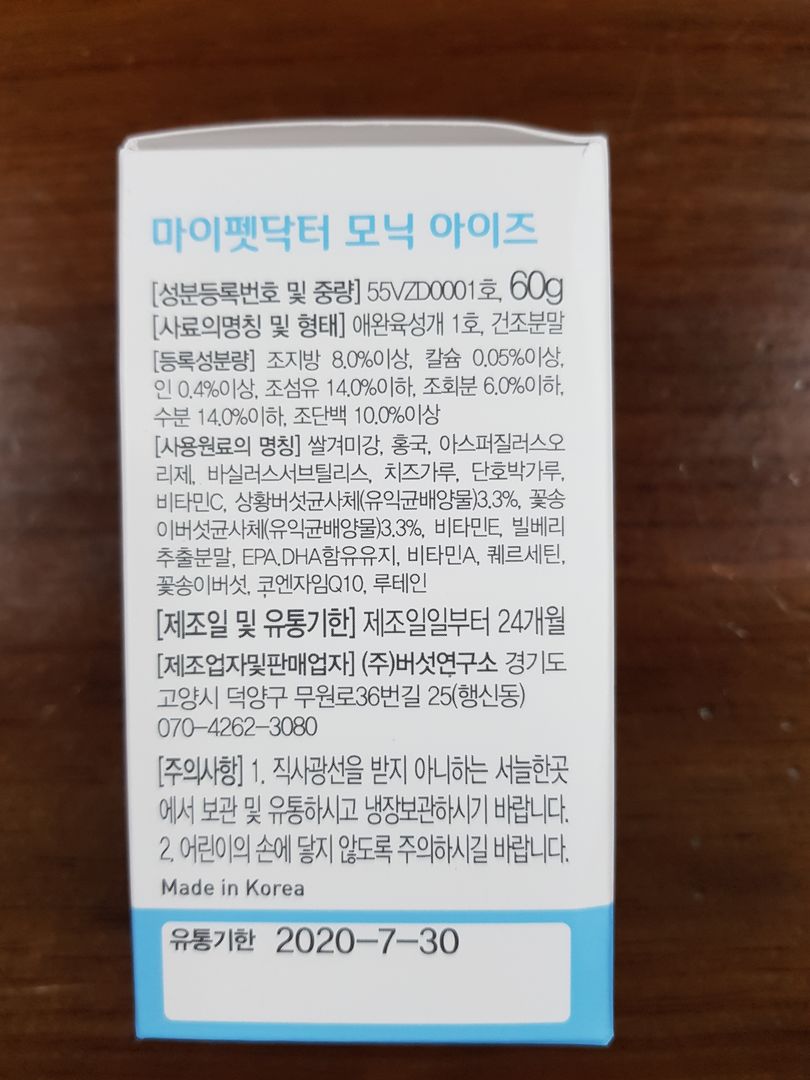 마이펫닥터 모닉 아이즈
[성분등록번호 및 중량] 55VZD0001호, 60g
[사료의명칭 및 형태] 애완육성개 1호, 건조분말
[등록성분량] 조지방 8.0%이상, 칼슘 0.05%이상,
인 0.4%이상, 조섬유 14.0%이하, 조회분 6.0%이하,
수분 14.0%이하, 조단백 10.0%이상
[사용원료의 명칭] 쌀겨미강, 홍국, 아스퍼질러스오
리제, 바실러스서브틸리스, 치즈가루, 단호박가루,
비타민C, 상황버섯균사체(유익균배양물)3.3%, 꽃송
이버섯균사체(유익균배양물)3.3%, 비타민E, 빌베리
추출분말, EPA.DHA함유유지, 비타민A, 퀘르세틴,
꽃송이버섯, 코엔자임Q10, 루테인
[제조일 및 유통기한] 제조일일부터 24개월
[제조업자및판매업자] (주)버섯연구소 경기도
고양시 덕양구 무원로36번길 25(행신동)
070-4262-3080
[주의사항] 1. 직사광선을 받지 아니하는 서늘한곳
에서 보관 및 유통하시고 냉장보관하시기 바랍니다.
2. 어린이의 손에 닿지 않도록 주의하시길 바랍니다.
Made in Korea
유통기한 2020-7-30